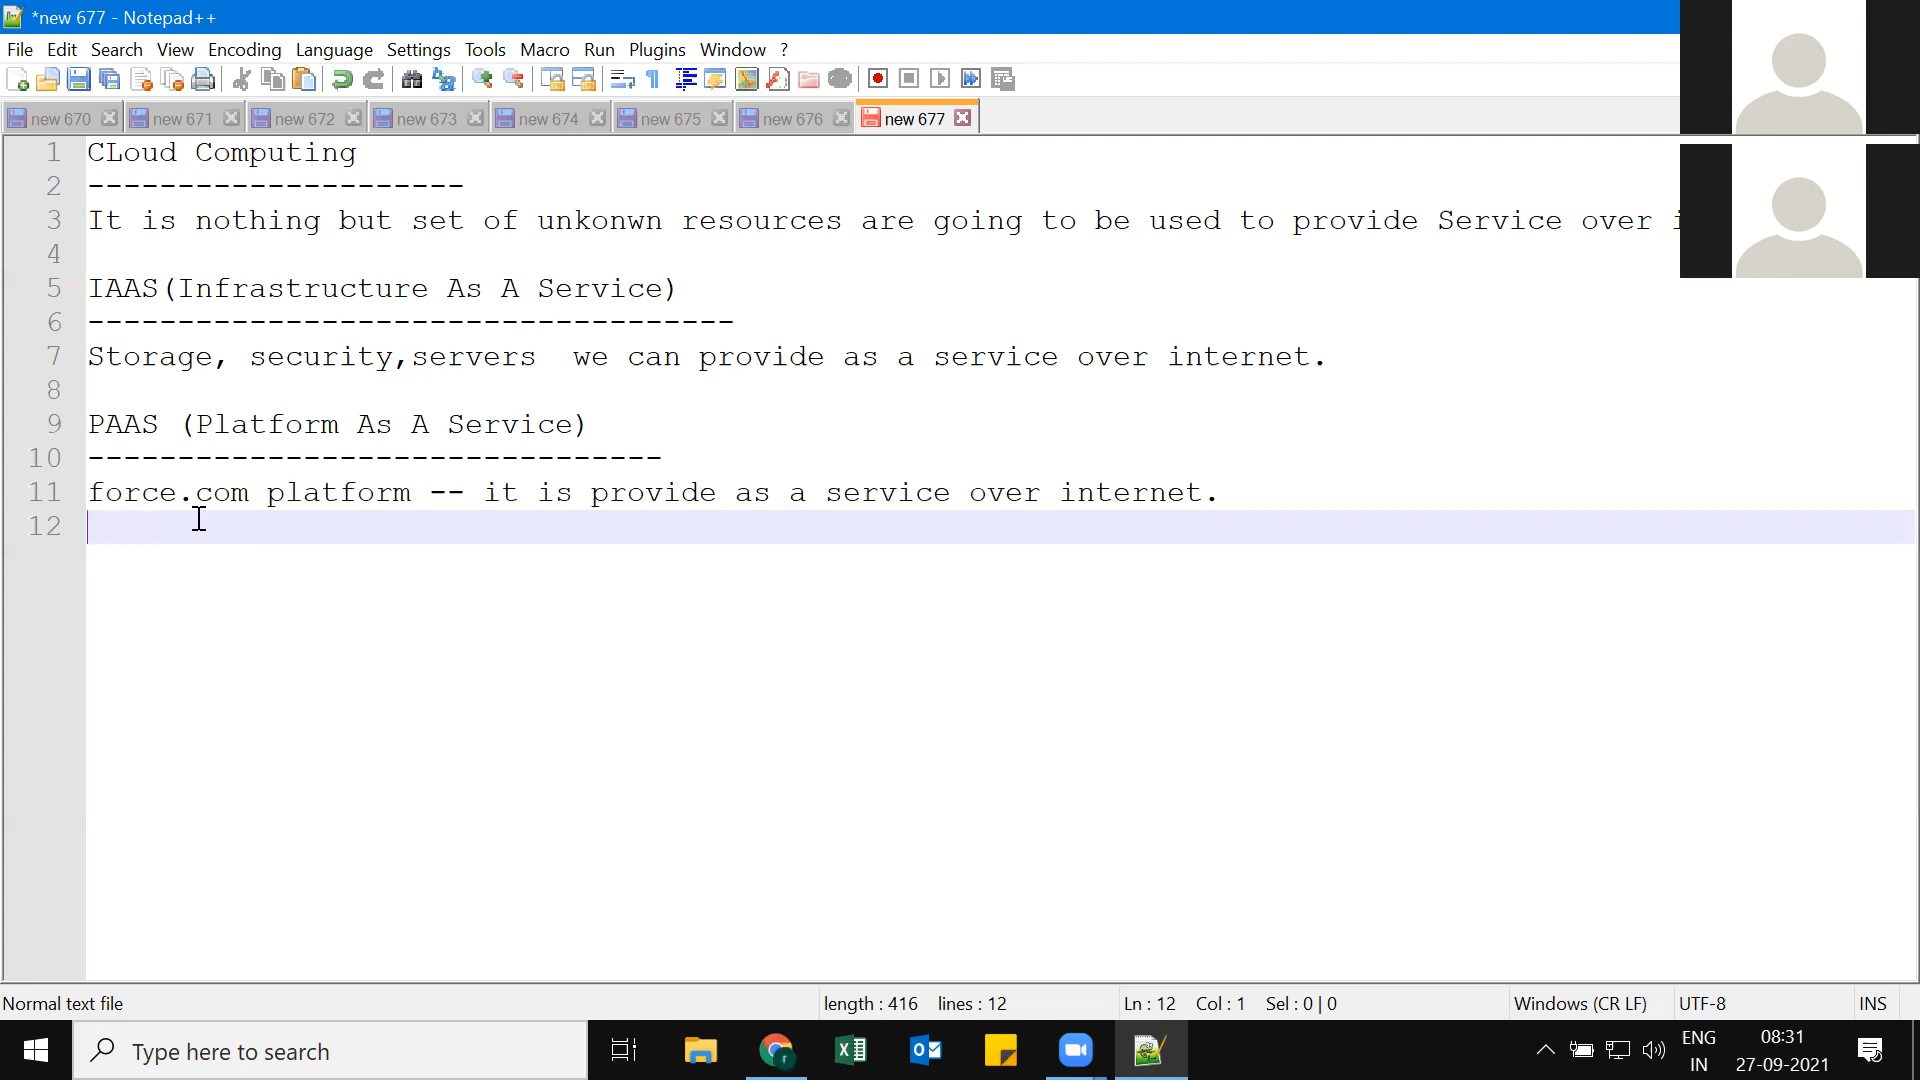 *new 677 - Notepad++
File Edit Search View Encoding Language Settings Tools Macro Run Plugins Window ?
new 670 new 671 new 672 new 673 new 674 new 675 new 676 new 677
1 CLoud Computing
2 ---------------------
3 It is nothing but set of unkonwn resources are going to be used to provide Service over
4
5 IAAS(Infrastructure As A Service)
6 ------------------------------------
7 Storage, security,servers  we can provide as a service over internet.
8
9 PAAS (Platform As A Service)
10 --------------------------------
11 force.com platform -- it is provide as a service over internet.
12
Normal text file length : 416 lines : 12 Ln : 12 Col : 1 Sel : 0 | 0 Windows (CR LF) UTF-8 INS
Type here to search
ENG
IN
08:31
27-09-2021